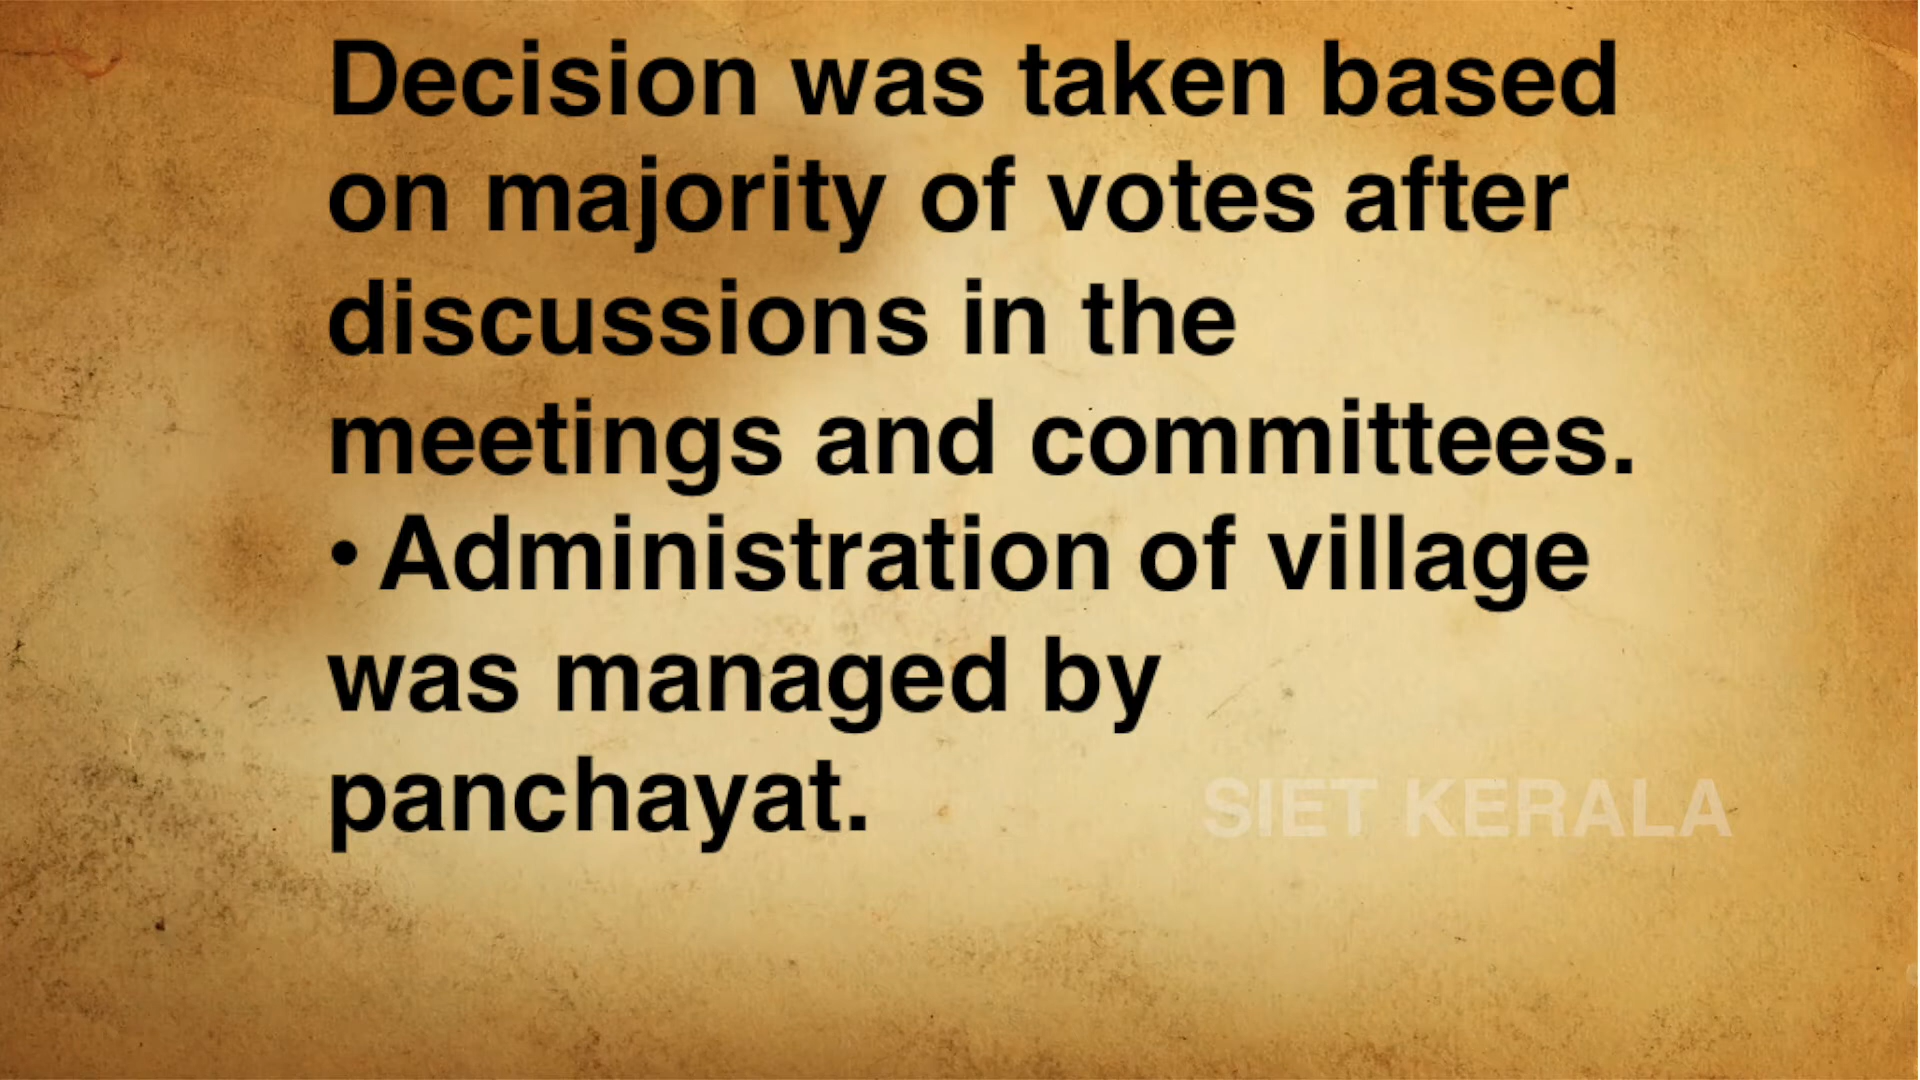 Decision was taken based
on majority of votes after
discussions in the
meetings and committees.
• Administration of village
was managed by
panchayat.
SIET KERALA